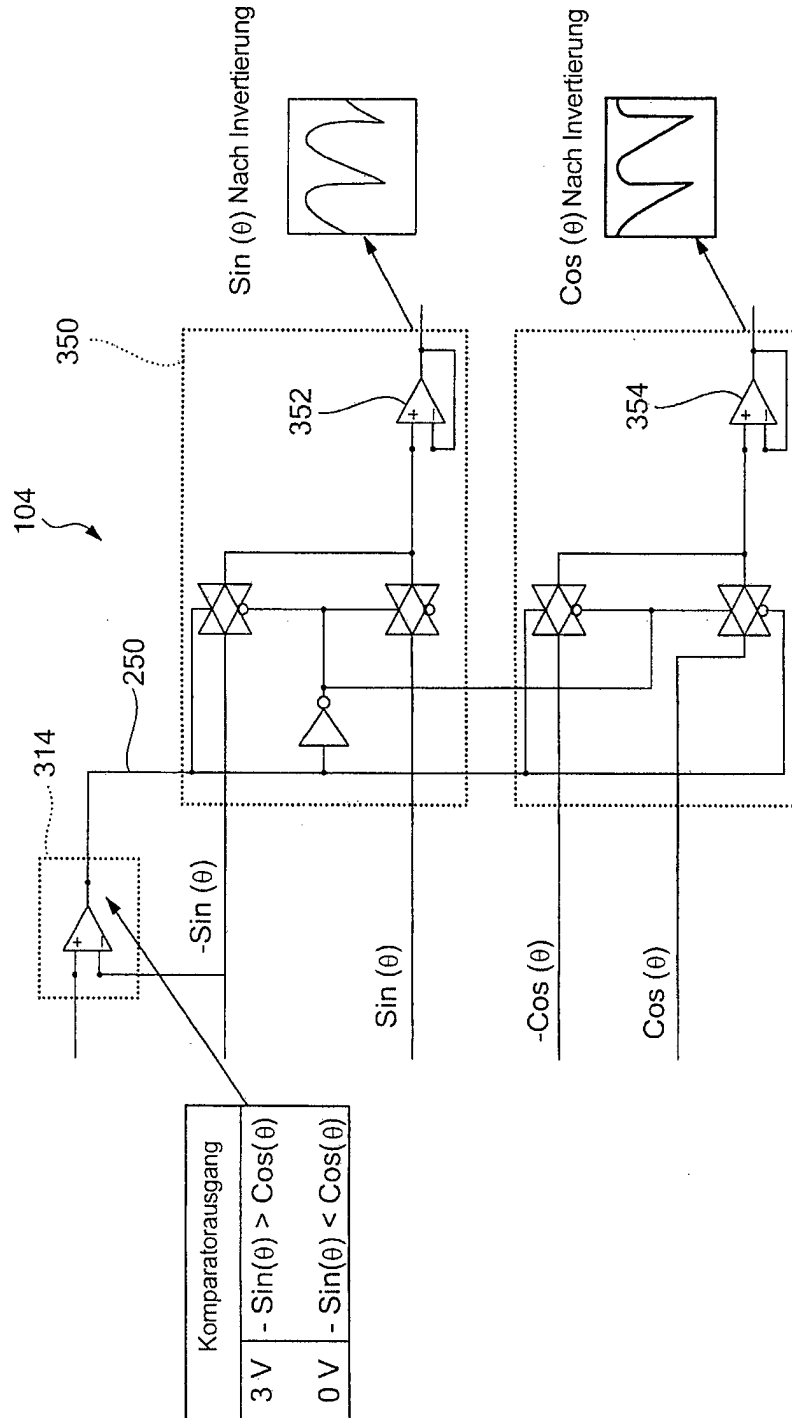 104
314
250
350
352
354
Komparatorausgang
3 V - Sin(θ) > Cos(θ)
0 V - Sin(θ) < Cos(θ)
-Sin (θ)
Sin (θ)
-Cos (θ)
Cos (θ)
+
−
+
−
+
−
Sin (θ) Nach Invertierung
Cos (θ) Nach Invertierung